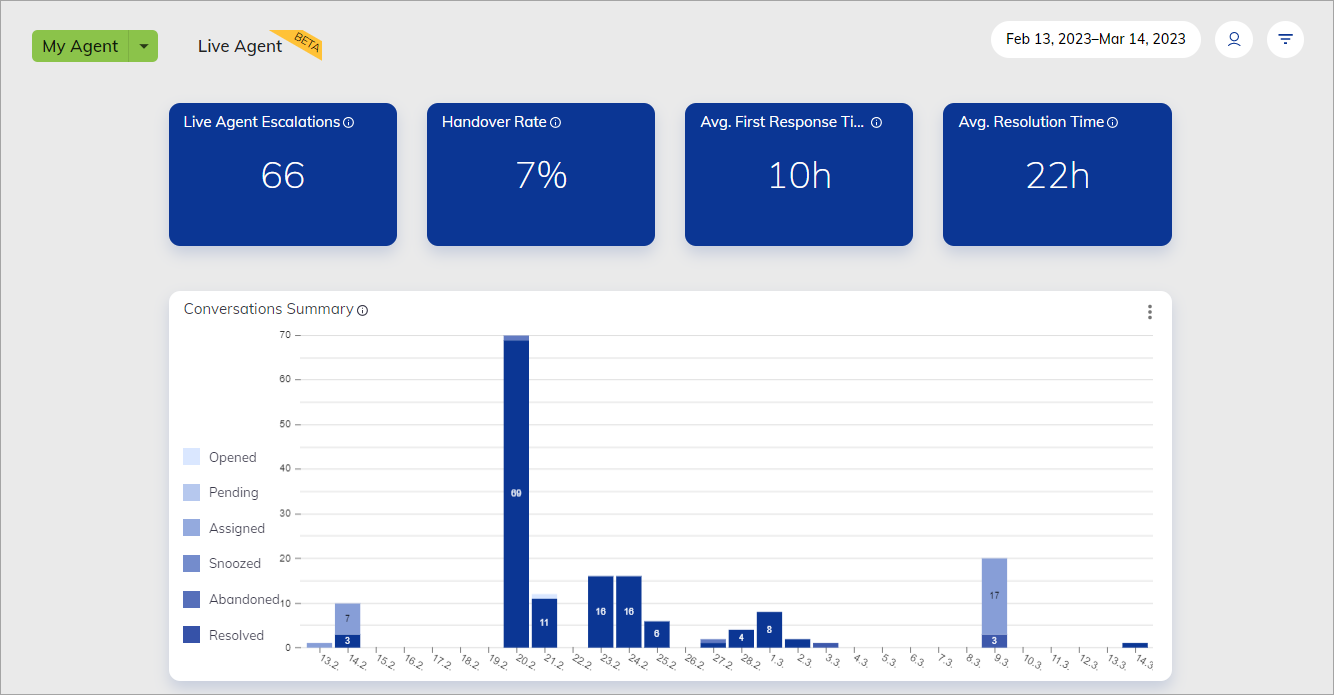 My Agent
Live Agent
BETA
Feb 13, 2023–Mar 14, 2023
Live Agent Escalations
66
Handover Rate
7%
Avg. First Response Ti...
10h
Avg. Resolution Time
22h
Conversations Summary
70
60
50
40
30
20
10
0
Opened
Pending
Assigned
Snoozed
Abandoned
Resolved
7
3
69
11
16
16
6
4
8
17
3
13.2. 14.2. 15.2. 16.2. 17.2. 18.2. 19.2. 20.2. 21.2. 22.2. 23.2. 24.2. 25.2. 26.2. 27.2. 28.2. 1.3. 2.3. 3.3. 4.3. 5.3. 6.3. 7.3. 8.3. 9.3. 10.3. 11.3. 12.3. 13.3. 14.3